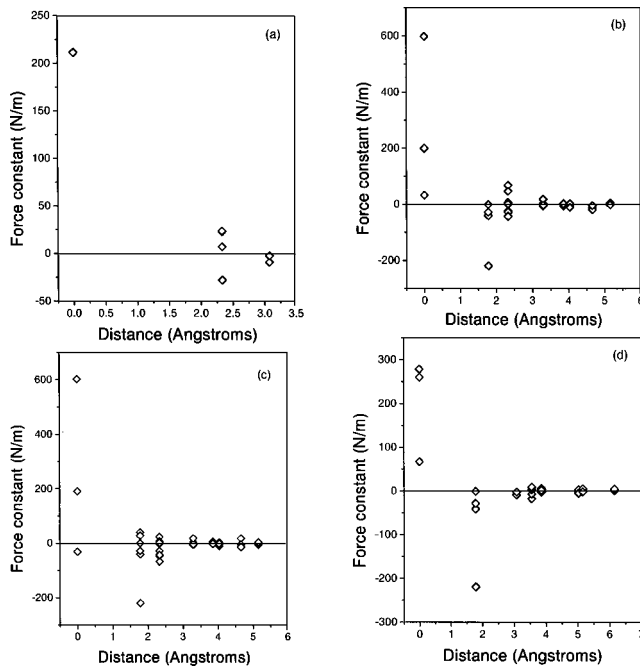 (a)
250
200
150
100
50
0
-50
0.0 0.5 1.0 1.5 2.0 2.5 3.0 3.5
Force constant (N/m)
Distance (Angstroms)
(b)
600
400
200
0
-200
0 1 2 3 4 5 6
Force constant (N/m)
Distance (Angstroms)
(c)
600
400
200
0
-200
0 1 2 3 4 5 6
Force constant (N/m)
Distance (Angstroms)
(d)
300
200
100
0
-100
-200
-300
0 1 2 3 4 5 6 7
Force constant (N/m)
Distance (Angstroms)